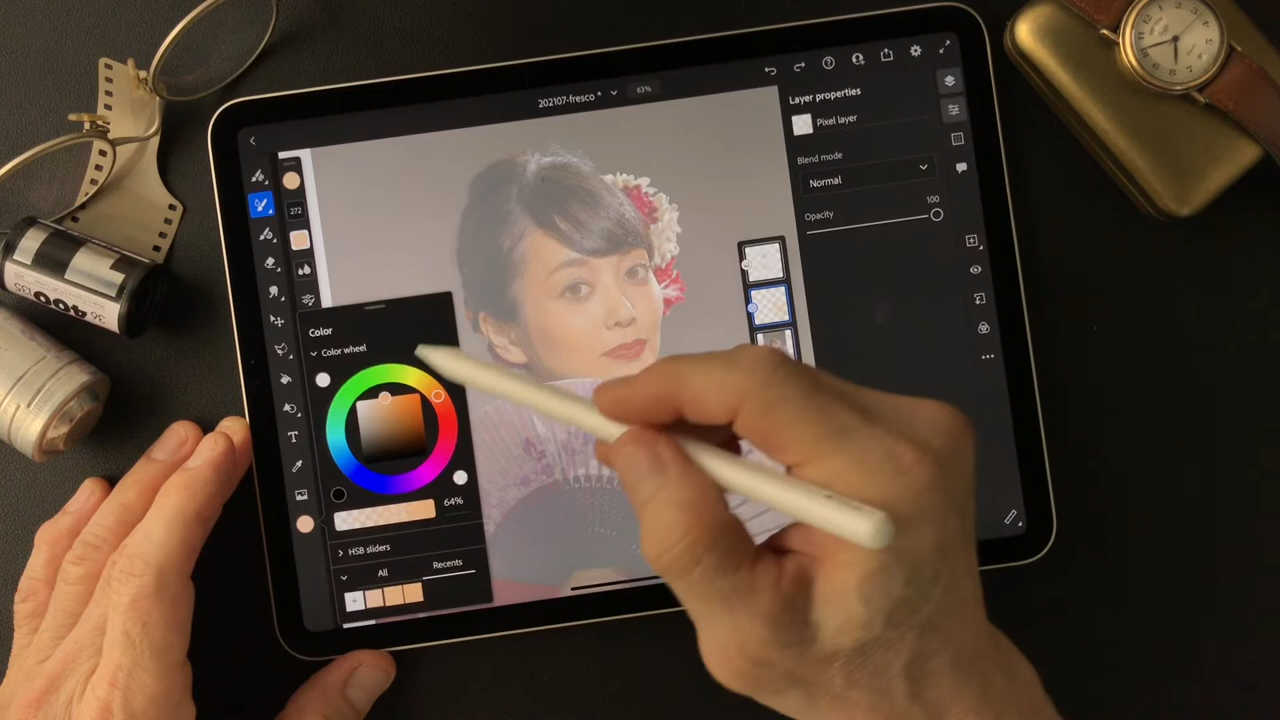 202107-fresco *
63%
272
Color
Color wheel
64%
HSB sliders
All
Recents
Layer properties
Pixel layer
Blend mode
Normal
Opacity
100
T
400
36
135